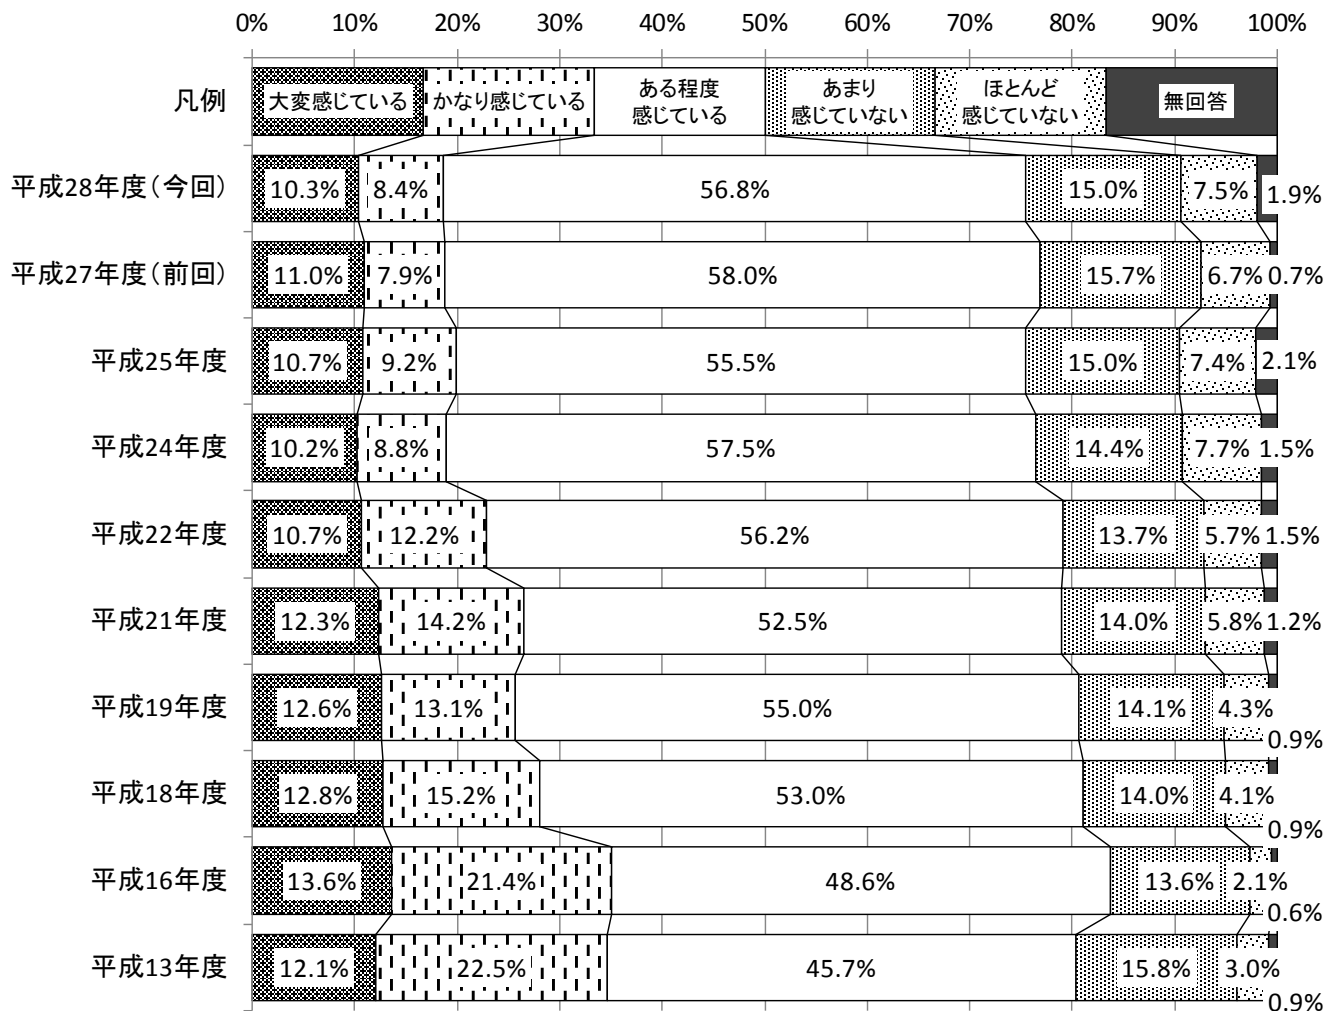 0% 10% 20% 30% 40% 50% 60% 70% 80% 90% 100%
凡例 大変感じている かなり感じている ある程度 感じている あまり 感じていない ほとんど 感じていない 無回答
平成28年度(今回) 10.3% 8.4% 56.8% 15.0% 7.5% 1.9%
平成27年度(前回) 11.0% 7.9% 58.0% 15.7% 6.7% 0.7%
平成25年度 10.7% 9.2% 55.5% 15.0% 7.4% 2.1%
平成24年度 10.2% 8.8% 57.5% 14.4% 7.7% 1.5%
平成22年度 10.7% 12.2% 56.2% 13.7% 5.7% 1.5%
平成21年度 12.3% 14.2% 52.5% 14.0% 5.8% 1.2%
平成19年度 12.6% 13.1% 55.0% 14.1% 4.3% 0.9%
平成18年度 12.8% 15.2% 53.0% 14.0% 4.1% 0.9%
平成16年度 13.6% 21.4% 48.6% 13.6% 2.1% 0.6%
平成13年度 12.1% 22.5% 45.7% 15.8% 3.0% 0.9%